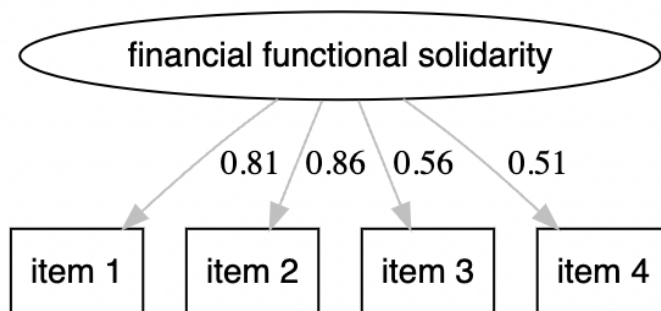 financial functional solidarity
0.81 0.86 0.56 0.51
item 1 item 2 item 3 item 4